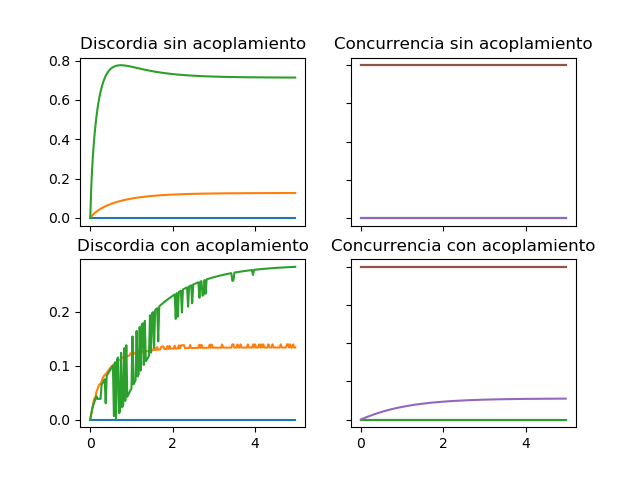 Discordia sin acoplamiento
Concurrencia sin acoplamiento
0.8
0.6
0.4
0.2
0.0
Discordia con acoplamiento
Concurrencia con acoplamiento
0.2
0.1
0.0
0 2 4
0 2 4